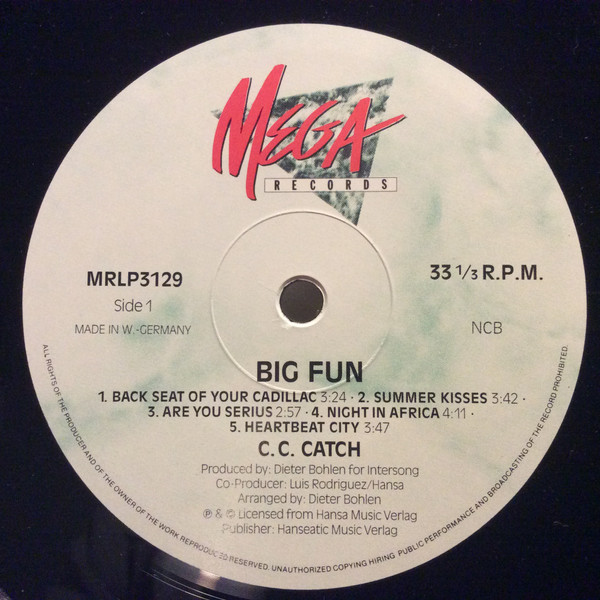 MEGA
RECORDS
MRLP3129
33 1/3 R.P.M.
Side 1
MADE IN W.-GERMANY
NCB
BIG FUN
1. BACK SEAT OF YOUR CADILLAC 3:24 · 2. SUMMER KISSES 3:42 ·
3. ARE YOU SERIUS 2:57 · 4. NIGHT IN AFRICA 4:11 ·
5. HEARTBEAT CITY 3:47
C.C. CATCH
Produced by: Dieter Bohlen for Intersong
Co-Producer: Luis Rodriguez/Hansa
Arranged by: Dieter Bohlen
℗ & © Licensed from Hansa Music Verlag
Publisher: Hanseatic Music Verlag
ALL RIGHTS OF THE PRODUCER AND OF THE OWNER OF THE WORK REPRODUCED RESERVED. UNAUTHORIZED COPYING HIRING PUBLIC PERFORMANCE AND BROADCASTING OF THE RECORD PROHIBITED.